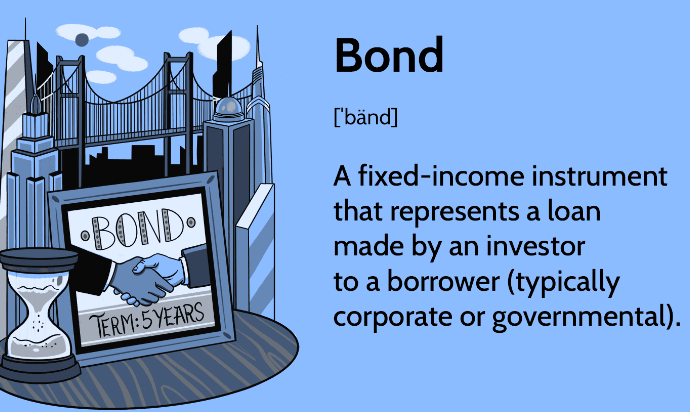 Bond
[ˈbänd]
A fixed-income instrument
that represents a loan
made by an investor
to a borrower (typically
corporate or governmental).
•BOND•
TERM: 5 YEARS